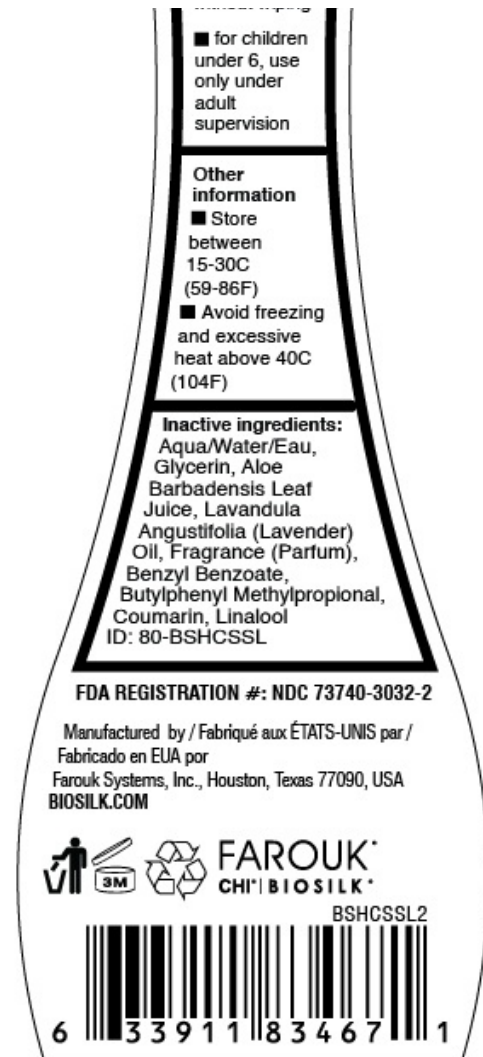 ■ for children
under 6, use
only under
adult
supervision
Other
information
■ Store
between
15-30C
(59-86F)
■ Avoid freezing
and excessive
heat above 40C
(104F)
Inactive ingredients:
Aqua/Water/Eau,
Glycerin, Aloe
Barbadensis Leaf
Juice, Lavandula
Angustifolia (Lavender)
Oil, Fragrance (Parfum),
Benzyl Benzoate,
Butylphenyl Methylpropional,
Coumarin, Linalool
ID: 80-BSHCSSL
FDA REGISTRATION #: NDC 73740-3032-2
Manufactured by / Fabriqué aux ÉTATS-UNIS par /
Fabricado en EUA por
Farouk Systems, Inc., Houston, Texas 77090, USA
BIOSILK.COM
3M
FAROUK
CHI | BIOSILK
BSHCSSL2
6 33911 83467 1